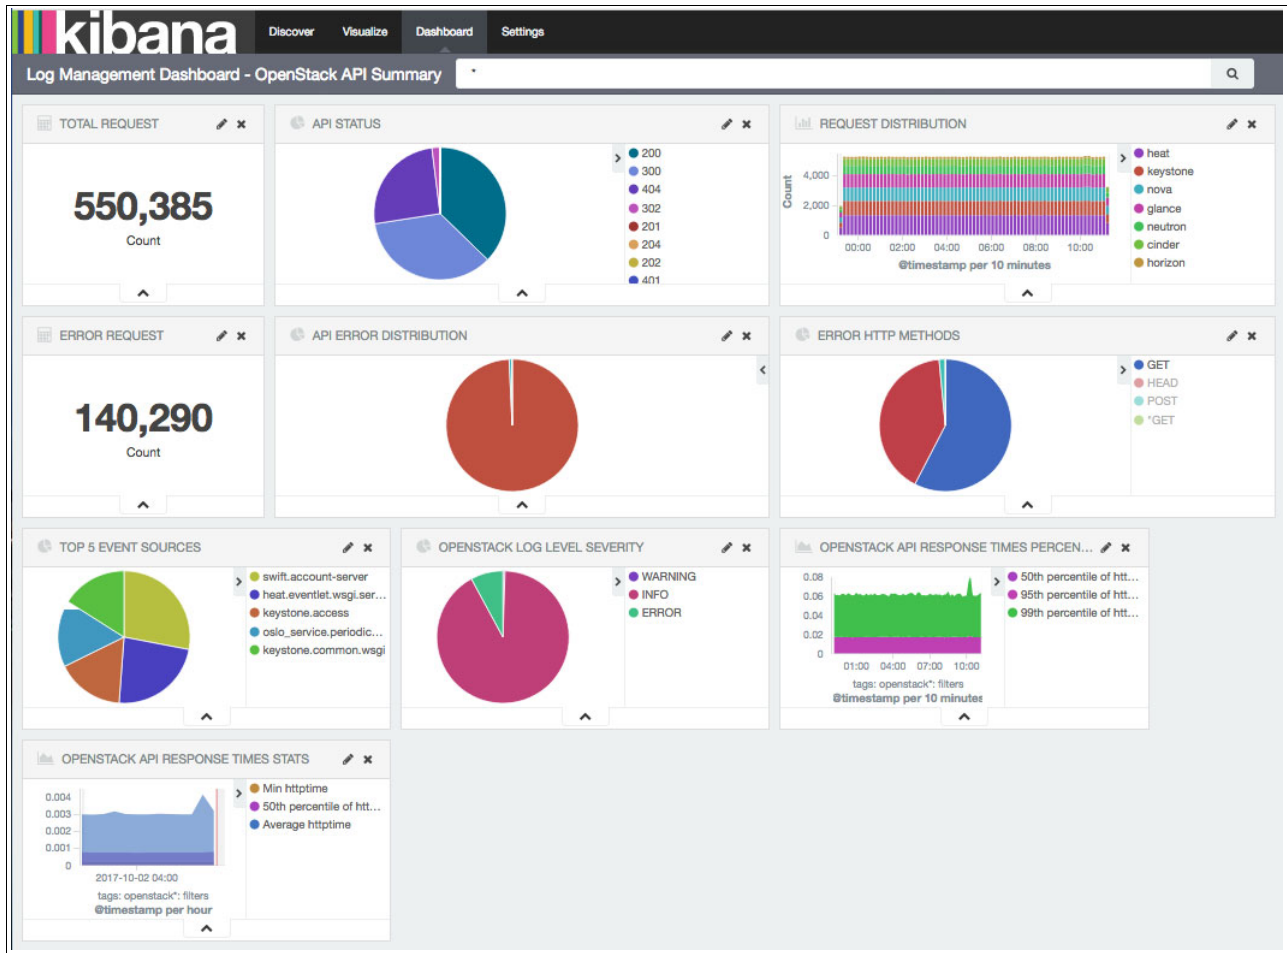 kibana
Discover Visualize Dashboard Settings
Log Management Dashboard - OpenStack API Summary *
TOTAL REQUEST
550,385
Count
API STATUS
200
300
404
302
201
204
202
401
REQUEST DISTRIBUTION
Count
4,000
2,000
0
00:00 02:00 04:00 06:00 08:00 10:00
@timestamp per 10 minutes
heat
keystone
nova
glance
neutron
cinder
horizon
ERROR REQUEST
140,290
Count
API ERROR DISTRIBUTION
ERROR HTTP METHODS
GET
HEAD
POST
"GET
TOP 5 EVENT SOURCES
swift.account-server
heat.eventlet.wsgi.ser...
keystone.access
oslo_service.periodic...
keystone.common.wsgi
OPENSTACK LOG LEVEL SEVERITY
WARNING
INFO
ERROR
OPENSTACK API RESPONSE TIMES PERCEN...
0.08
0.06
0.04
0.02
0
01:00 04:00 07:00 10:00
tags: openstack*: filters
@timestamp per 10 minutes
50th percentile of htt...
95th percentile of htt...
99th percentile of htt...
OPENSTACK API RESPONSE TIMES STATS
0.004
0.003
0.002
0.001
0
2017-10-02 04:00
tags: openstack*: filters
@timestamp per hour
Min httptime
50th percentile of htt...
Average httptime